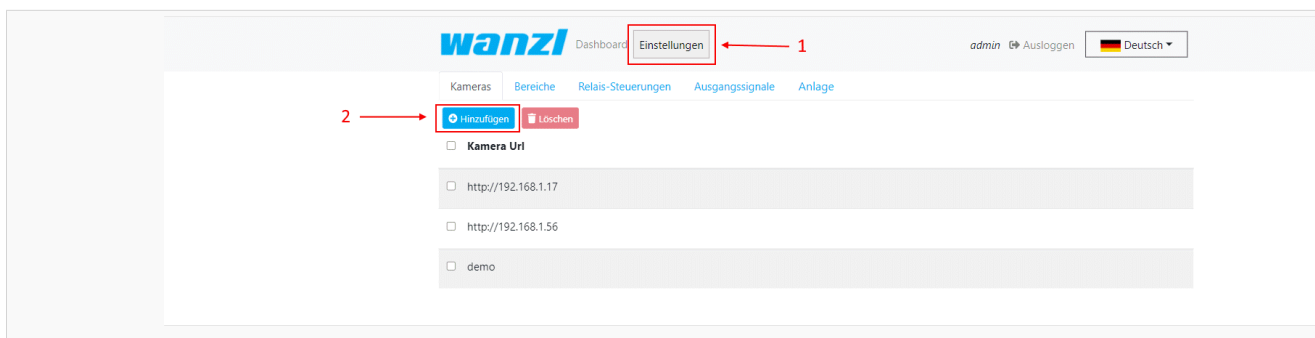 wanzl Dashboard Einstellungen 1 admin Ausloggen Deutsch
Kameras Bereiche Relais-Steuerungen Ausgangssignale Anlage
2 Hinzufügen Löschen
Kamera Url
http://192.168.1.17
http://192.168.1.56
demo